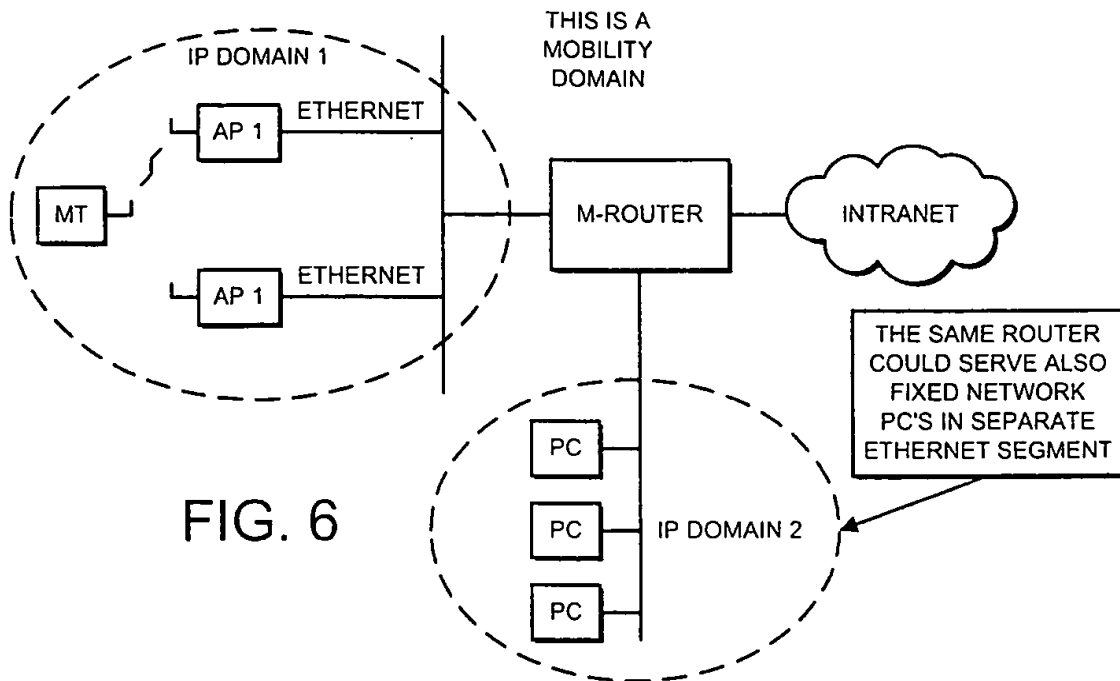 THIS IS A
MOBILITY
DOMAIN
IP DOMAIN 1
ETHERNET
AP 1
MT
M-ROUTER
INTRANET
ETHERNET
AP 1
THE SAME ROUTER
COULD SERVE ALSO
FIXED NETWORK
PC'S IN SEPARATE
ETHERNET SEGMENT
PC
PC
IP DOMAIN 2
PC
FIG. 6